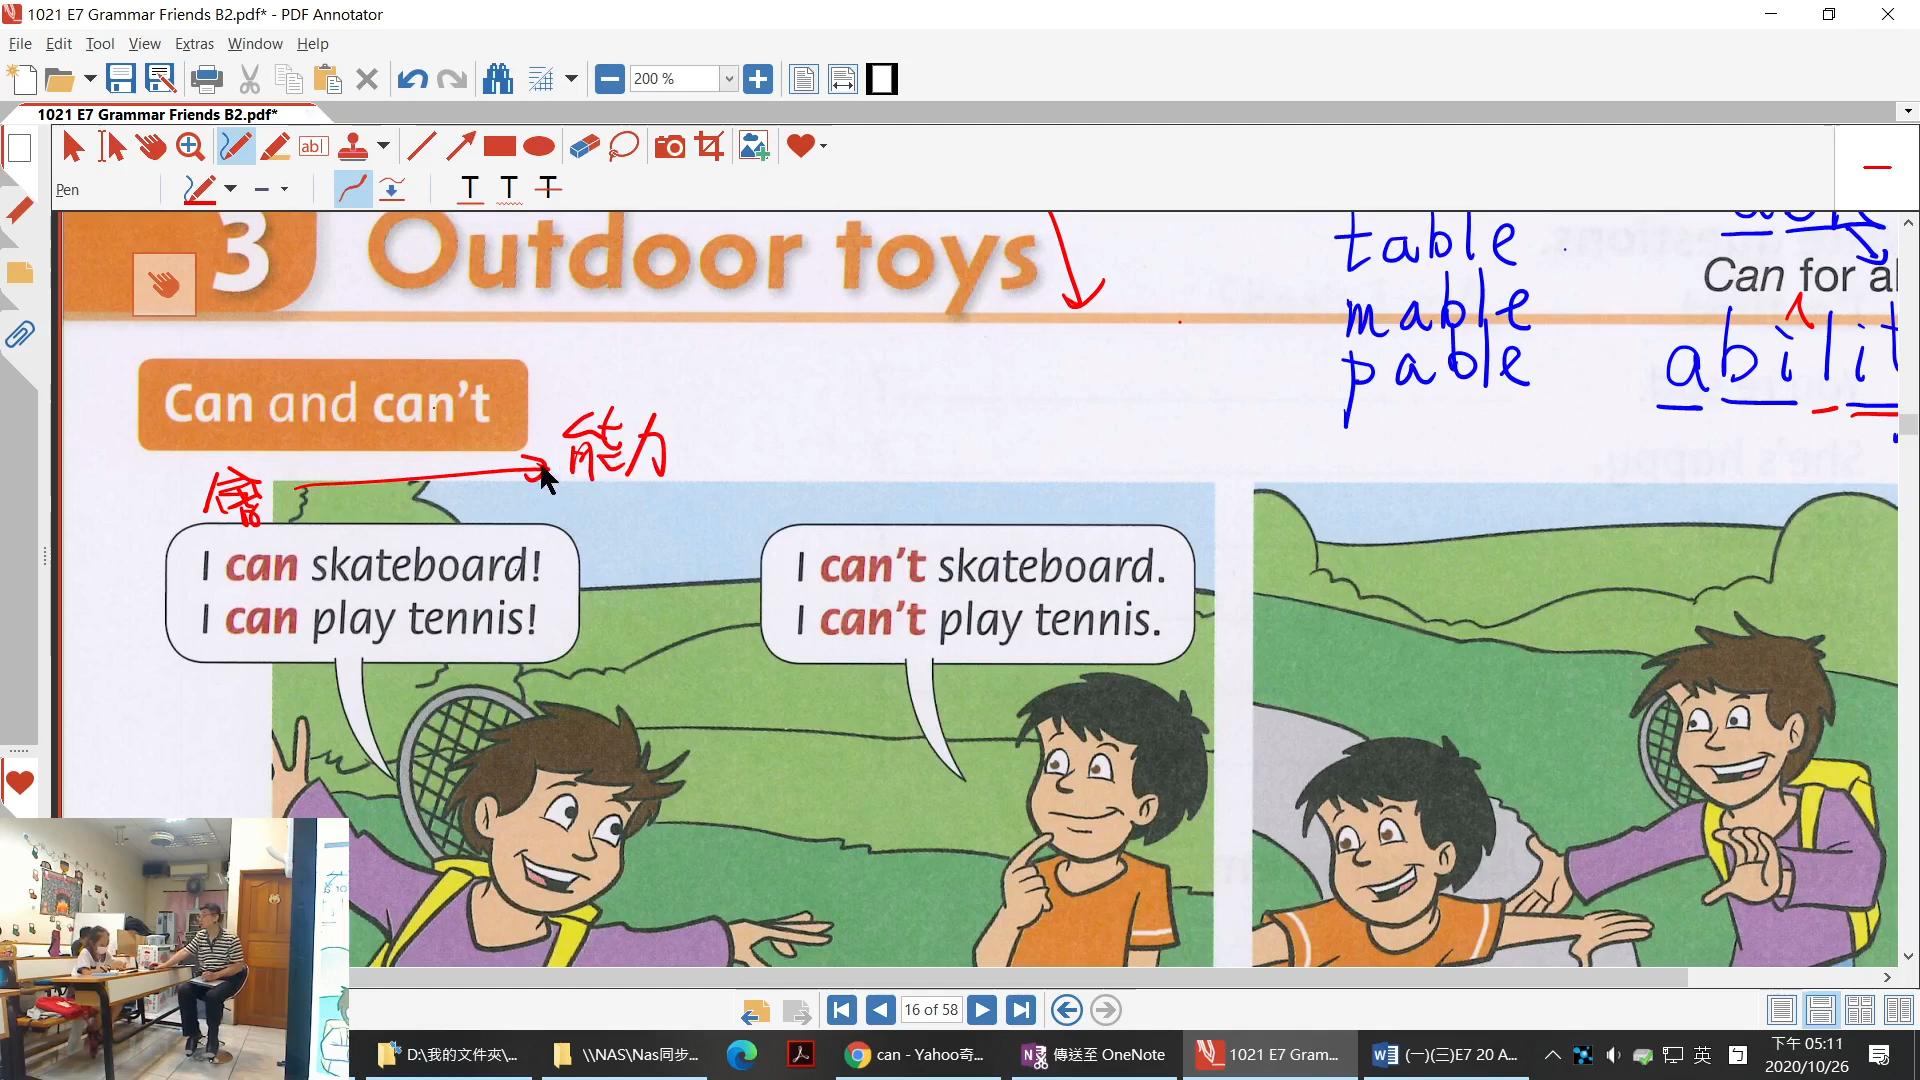 1021 E7 Grammar Friends B2.pdf* - PDF Annotator
File Edit Tool View Extras Window Help
200 %
1021 E7 Grammar Friends B2.pdf*
ab|
Pen
T T T
3 Outdoor toys
table
mable
pable
Can for a
abilit
Can and can't
會
能力
I can skateboard!
I can play tennis!
I can't skateboard.
I can't play tennis.
16 of 58
D:\我的文件夾\...
\\NAS\Nas同步...
can - Yahoo奇...
傳送至 OneNote
1021 E7 Gram...
(一)(三)E7 20 A...
英
下午 05:11
2020/10/26